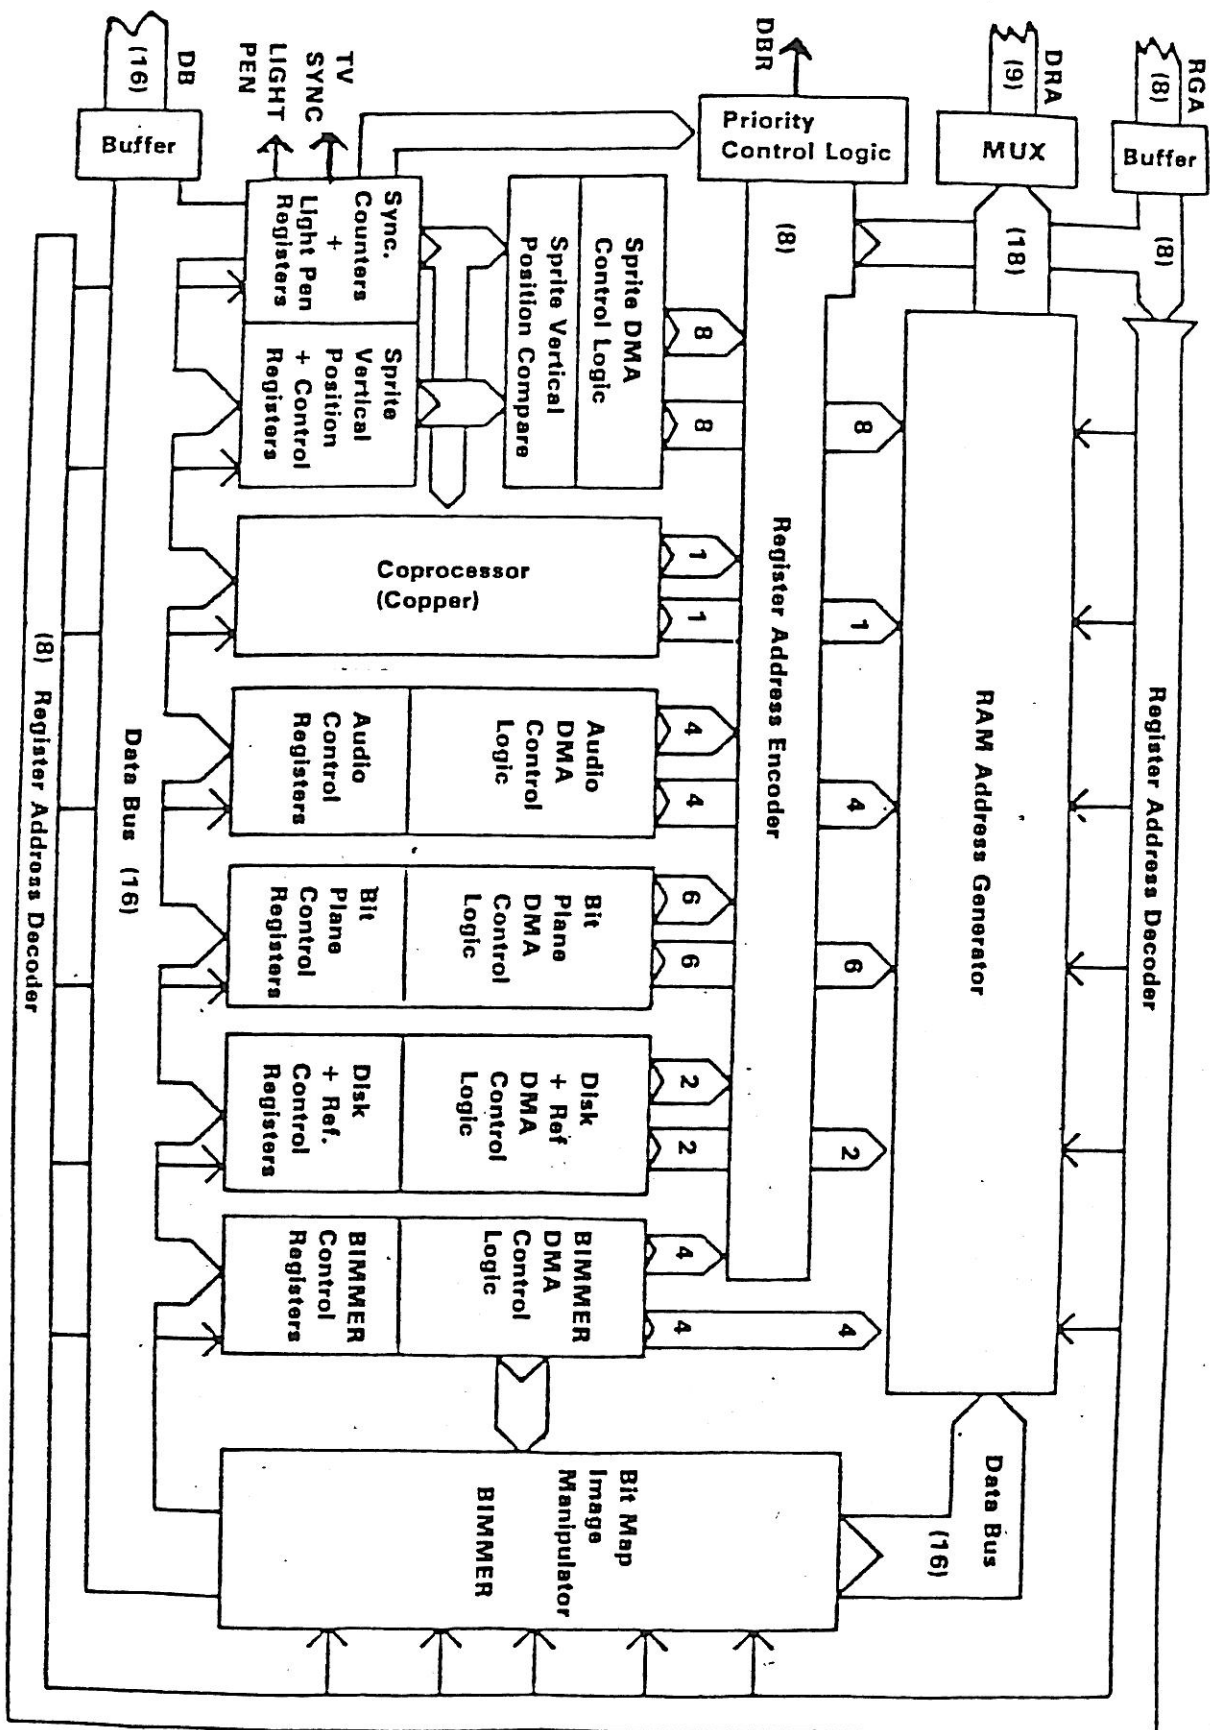 RGA
(8)
Buffer
(8)
Register Address Decoder
DRA
(9)
MUX
(18)
RAM Address Generator
Data Bus
(16)
DBR
Priority
Control Logic
(8)
Register Address Encoder
8
8
8
1
1
1
4
4
4
6
6
6
2
2
2
4
4
4
TV
SYNC
LIGHT
PEN
Sprite DMA
Control Logic
Sprite Vertical
Position Compare
Sync.
Counters
+
Light Pen
Registers
Sprite
Vertical
Position
+ Control
Registers
Coprocessor
(Copper)
Audio
DMA
Control
Logic
Audio
Control
Registers
Bit
Plane
DMA
Control
Logic
Bit
Plane
Control
Registers
Disk
+ Ref
DMA
Control
Logic
Disk
+ Ref.
Control
Registers
BIMMER
DMA
Control
Logic
BIMMER
Control
Registers
Bit Map
Image
Manipulator
BIMMER
DB
(16)
Buffer
Data Bus (16)
(8) Register Address Decoder